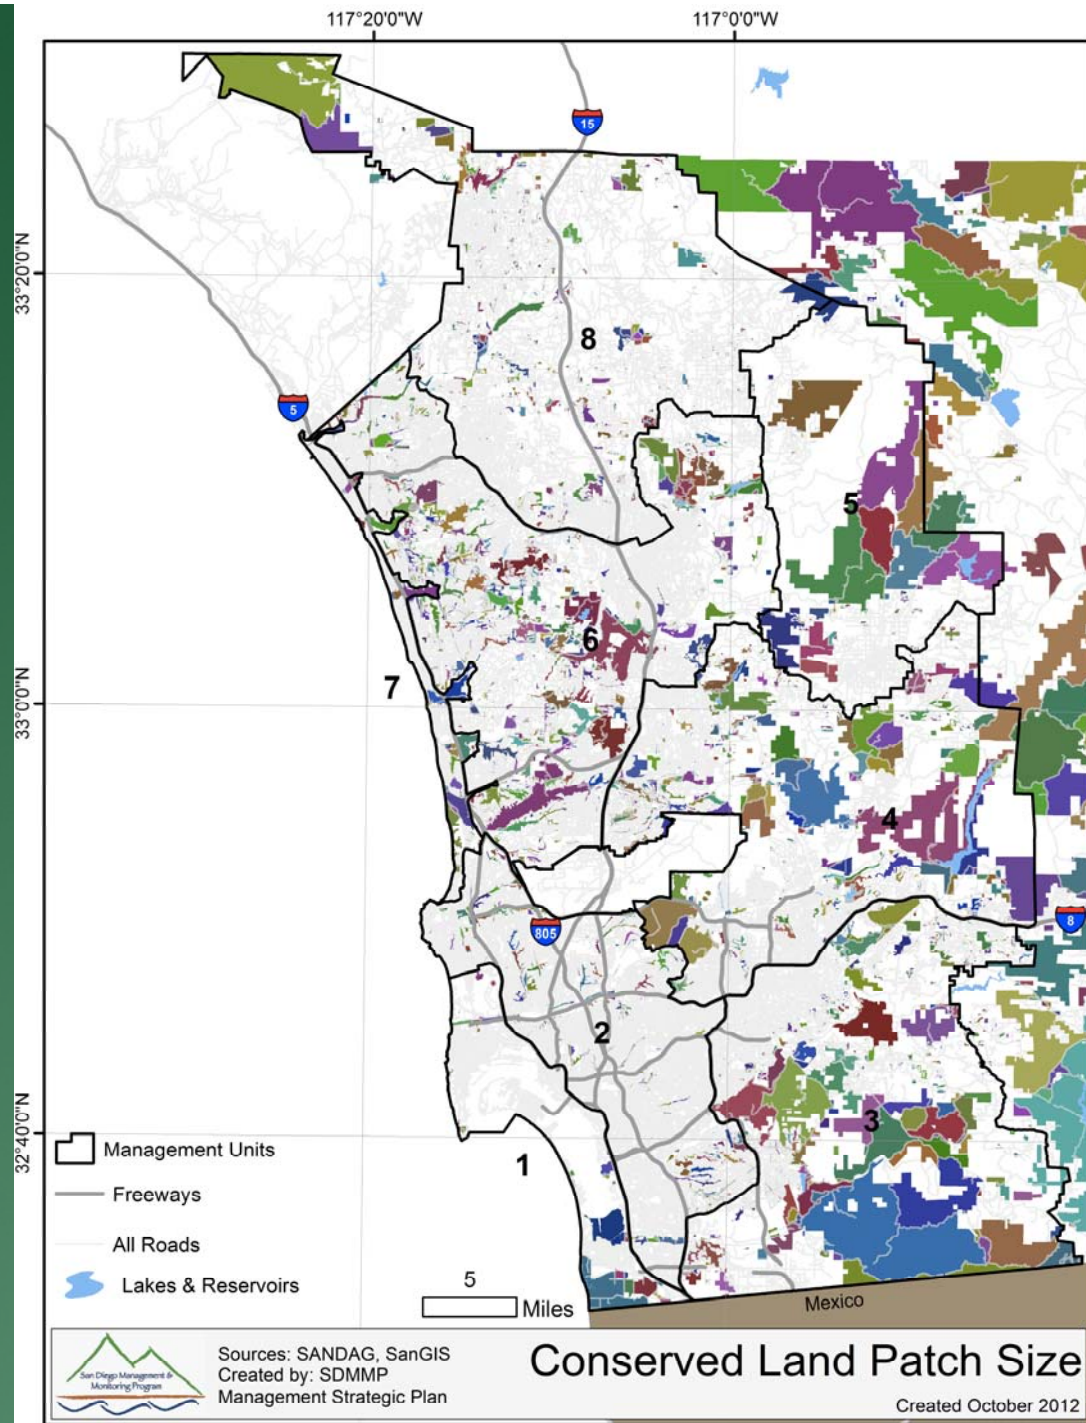 117°20'0"W
117°0'0"W
15
33°20'0"N
8
5
5
6
7
33°0'0"N
4
8
805
2
3
32°40'0"N
1
Management Units
Freeways
All Roads
Lakes & Reservoirs
5
Miles
Mexico
San Diego Management &
Monitoring Program
Sources: SANDAG, SanGIS
Created by: SDMMP
Management Strategic Plan
Conserved Land Patch Size
Created October 2012